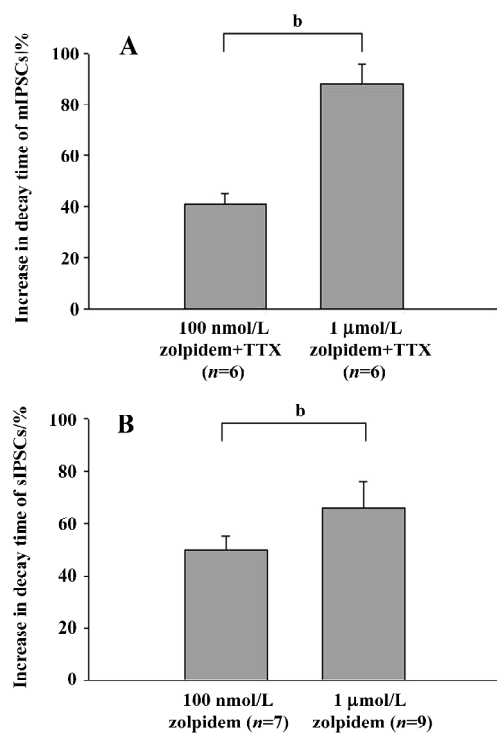 b
A
Increase in decay time of mIPSCs|%
100
80
60
40
20
0
100 nmol/L
zolpidem+TTX
(n=6)
1 μmol/L
zolpidem+TTX
(n=6)
b
B
Increase in decay time of sIPSCs/%
100
80
60
40
20
0
100 nmol/L
zolpidem (n=7)
1 μmol/L
zolpidem (n=9)